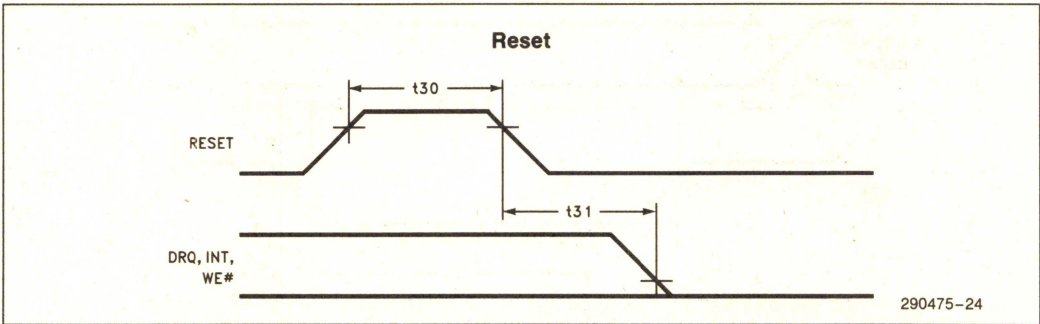 Reset
t30
RESET
t31
DRQ, INT,
WE#
290475-24